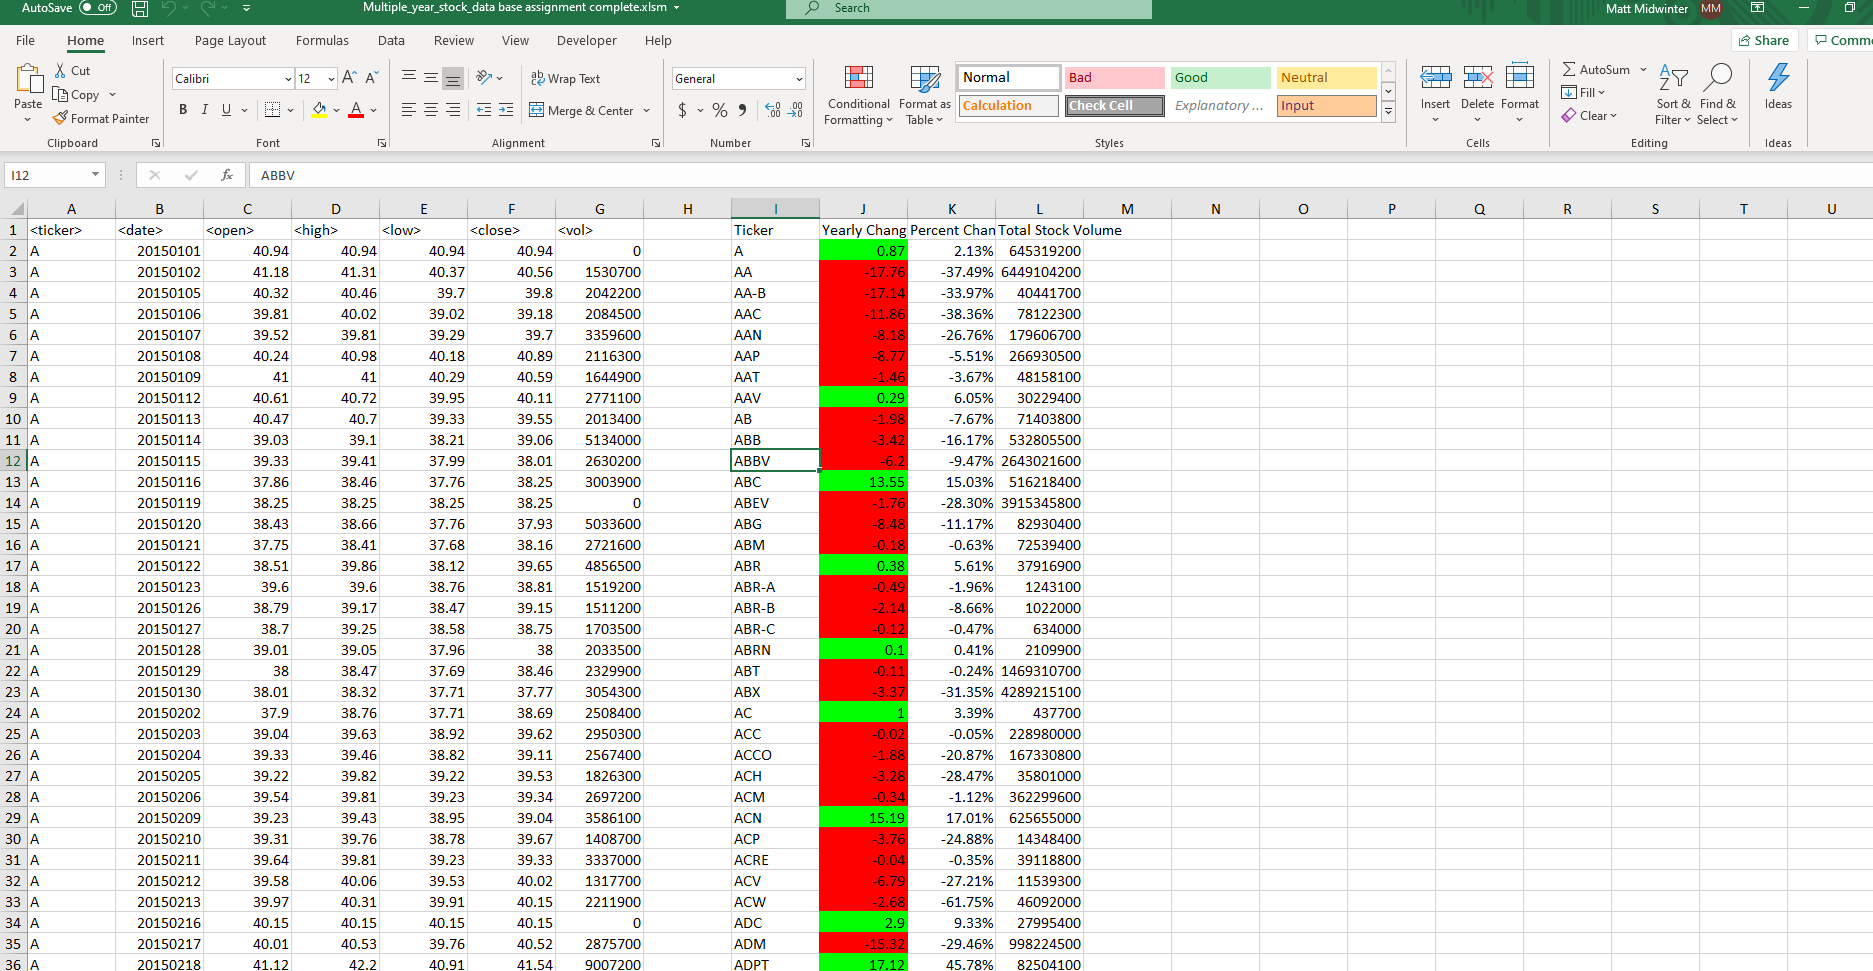 AutoSave Off Multiple_year_stock_data base assignment complete.xlsm Search Matt Midwinter MM
File Home Insert Page Layout Formulas Data Review View Developer Help Share Comme
Paste Cut Copy Format Painter Clipboard
Calibri 12 A A B I U A Font
ab Wrap Text Merge & Center Alignment
General $ % , .00 .00 Number
Conditional Formatting Format as Table Normal Bad Good Neutral Calculation Check Cell Explanatory ... Input Styles
Insert Delete Format Cells
AutoSum Fill Clear Sort & Filter Find & Select Editing
Ideas Ideas
I12 fx ABBV
A B C D E F G H I J K L M N O P Q R S T U
1 <ticker> <date> <open> <high> <low> <close> <vol> Ticker Yearly Chang Percent Chan Total Stock Volume
2 A 20150101 40.94 40.94 40.94 40.94 0 A 0.87 2.13% 645319200
3 A 20150102 41.18 41.31 40.37 40.56 1530700 AA -17.76 -37.49% 6449104200
4 A 20150105 40.32 40.46 39.7 39.8 2042200 AA-B -17.14 -33.97% 40441700
5 A 20150106 39.81 40.02 39.02 39.18 2084500 AAC -11.86 -38.36% 78122300
6 A 20150107 39.52 39.81 39.29 39.7 3359600 AAN -8.18 -26.76% 179606700
7 A 20150108 40.24 40.98 40.18 40.89 2116300 AAP -8.77 -5.51% 266930500
8 A 20150109 41 41 40.29 40.59 1644900 AAT -1.46 -3.67% 48158100
9 A 20150112 40.61 40.72 39.95 40.11 2771100 AAV 0.29 6.05% 30229400
10 A 20150113 40.47 40.7 39.33 39.55 2013400 AB -1.98 -7.67% 71403800
11 A 20150114 39.03 39.1 38.21 39.06 5134000 ABB -3.42 -16.17% 532805500
12 A 20150115 39.33 39.41 37.99 38.01 2630200 ABBV -6.2 -9.47% 2643021600
13 A 20150116 37.86 38.46 37.76 38.25 3003900 ABC 13.55 15.03% 516218400
14 A 20150119 38.25 38.25 38.25 38.25 0 ABEV -1.76 -28.30% 3915345800
15 A 20150120 38.43 38.66 37.76 37.93 5033600 ABG -8.48 -11.17% 82930400
16 A 20150121 37.75 38.41 37.68 38.16 2721600 ABM -0.18 -0.63% 72539400
17 A 20150122 38.51 39.86 38.12 39.65 4856500 ABR 0.38 5.61% 37916900
18 A 20150123 39.6 39.6 38.76 38.81 1519200 ABR-A -0.49 -1.96% 1243100
19 A 20150126 38.79 39.17 38.47 39.15 1511200 ABR-B -2.14 -8.66% 1022000
20 A 20150127 38.7 39.25 38.58 38.75 1703500 ABR-C -0.12 -0.47% 634000
21 A 20150128 39.01 39.05 37.96 38 2033500 ABRN 0.1 0.41% 2109900
22 A 20150129 38 38.47 37.69 38.46 2329900 ABT -0.11 -0.24% 1469310700
23 A 20150130 38.01 38.32 37.71 37.77 3054300 ABX -3.37 -31.35% 4289215100
24 A 20150202 37.9 38.76 37.71 38.69 2508400 AC 1 3.39% 437700
25 A 20150203 39.04 39.63 38.92 39.62 2950300 ACC -0.02 -0.05% 228980000
26 A 20150204 39.33 39.46 38.82 39.11 2567400 ACCO -1.88 -20.87% 167330800
27 A 20150205 39.22 39.82 39.22 39.53 1826300 ACH -3.28 -28.47% 35801000
28 A 20150206 39.54 39.81 39.23 39.34 2697200 ACM -0.34 -1.12% 362299600
29 A 20150209 39.23 39.43 38.95 39.04 3586100 ACN 15.19 17.01% 625655000
30 A 20150210 39.31 39.76 38.78 39.67 1408700 ACP -3.76 -24.88% 14348400
31 A 20150211 39.64 39.81 39.23 39.33 3337000 ACRE -0.04 -0.35% 39118800
32 A 20150212 39.58 40.06 39.53 40.02 1317700 ACV -6.79 -27.21% 11539300
33 A 20150213 39.97 40.31 39.91 40.15 2211900 ACW -2.68 -61.75% 46092000
34 A 20150216 40.15 40.15 40.15 40.15 0 ADC 2.9 9.33% 27995400
35 A 20150217 40.01 40.53 39.76 40.52 2875700 ADM -15.32 -29.46% 998224500
36 A 20150218 41.12 42.2 40.91 41.54 9007200 ADPT 17.12 45.78% 82504100